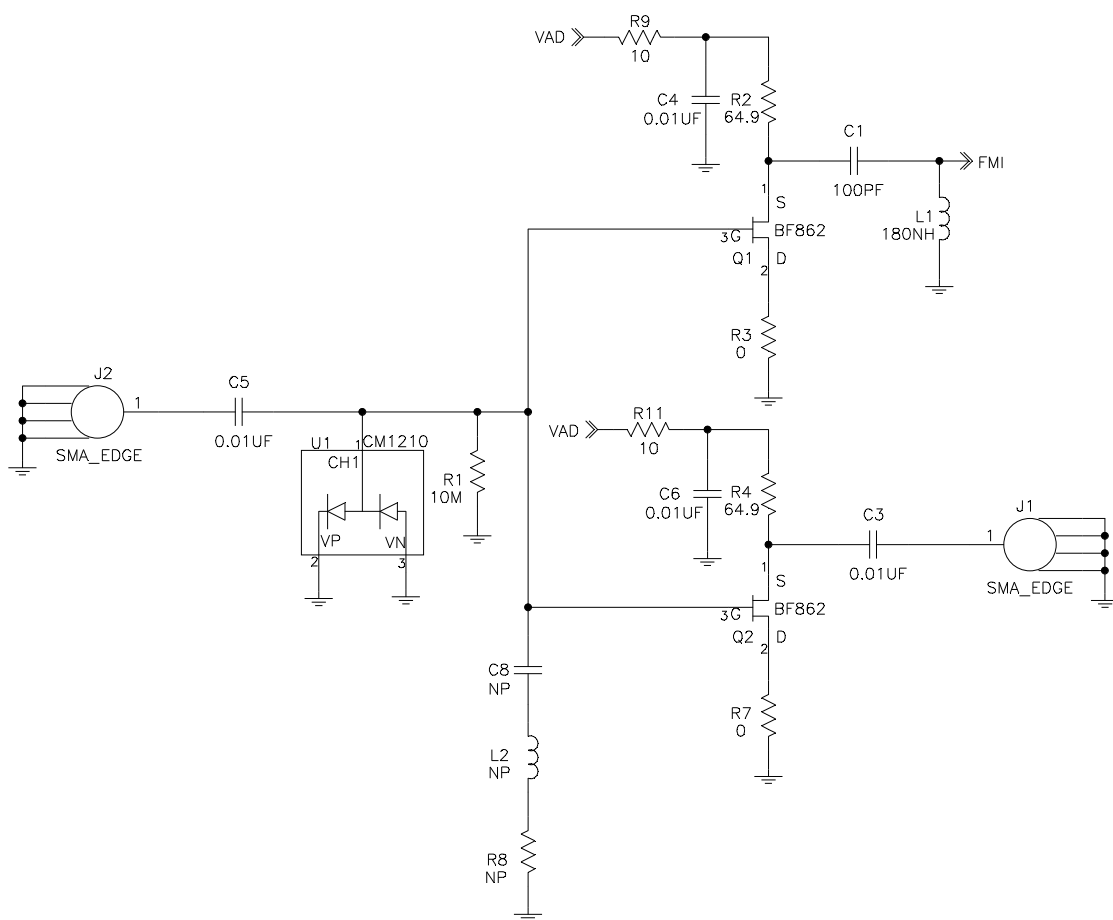 R9
VAD
10
C4
0.01UF
R2
64.9
C1
100PF
FMI
1
S
L1
180NH
3G
BF862
Q1
D
2
R3
0
J2
1
SMA_EDGE
C5
0.01UF
U1
1
CM1210
CH1
VP
VN
2
3
R1
10M
R11
VAD
10
C6
0.01UF
R4
64.9
C3
0.01UF
J1
1
SMA_EDGE
1
S
3G
BF862
Q2
D
2
C8
NP
R7
0
L2
NP
R8
NP